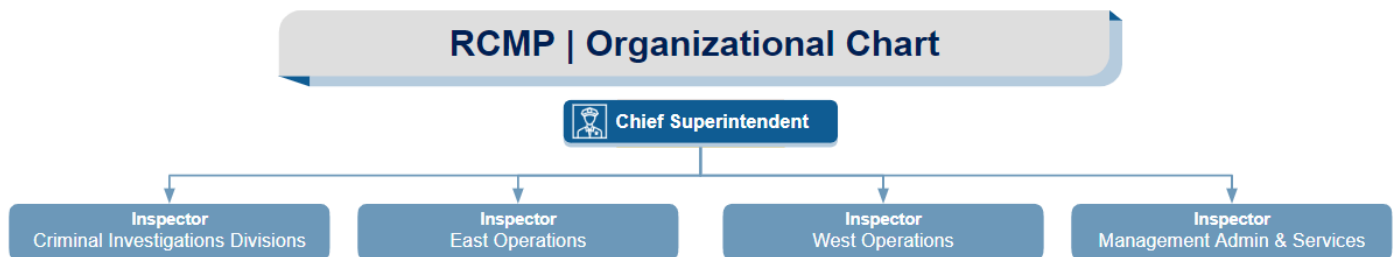 RCMP | Organizational Chart
Chief Superintendent
Inspector
Criminal Investigations Divisions
Inspector
East Operations
Inspector
West Operations
Inspector
Management Admin & Services